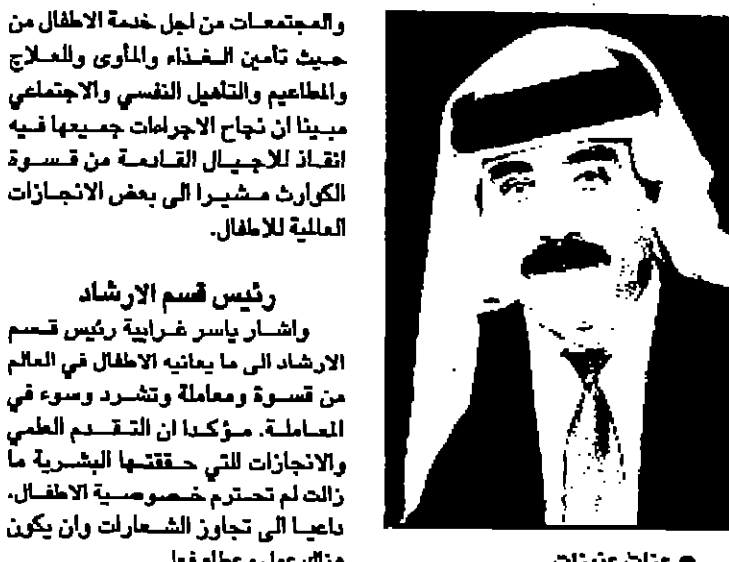 والمجتمعات من اجل خدمة الاطفال من
حيث تأمين الغذاء والمأوى والعلاج
والمطاعيم والتأهيل النفسي والاجتماعي
مبينا ان نجاح الاجراءات جميعها فيه
انقاذ للاجيال القادمة من قسوة
الكوارث مشيرا الى بعض الانجازات
العالمية للاطفال.
رئيس قسم الارشاد
واشار ياسر غرايبة رئيس قسم
الارشاد الى ما يعانيه الاطفال في العالم
من قسوة ومعاملة وتشرد وسوء في
المعاملة. مؤكدا ان التقدم العلمي
والانجازات التي حققتها البشرية ما
زالت لم تحترم خصوصية الاطفال.
داعيا الى تجاوز الشعارات وان يكون
هناك عمل وعطاء